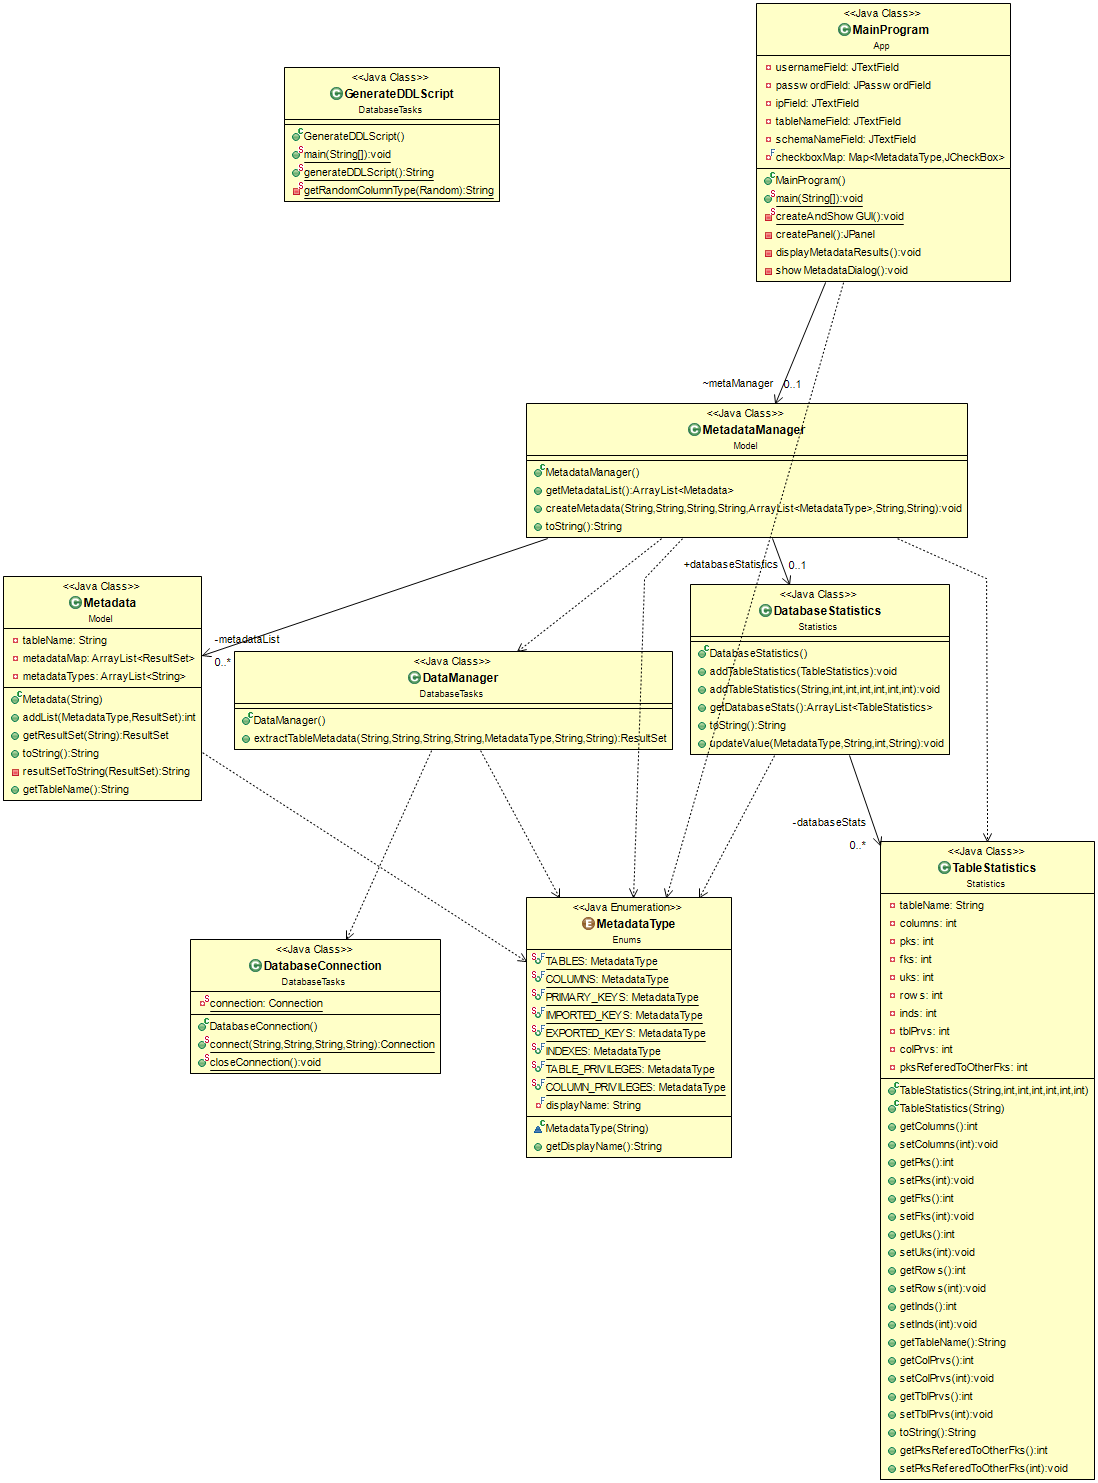 <<Java Class>>
MainProgram
App
usernameField: JTextField
passwordField: JPasswordField
ipField: JTextField
tableNameField: JTextField
schemaNameField: JTextField
checkboxMap: Map<MetadataType,JCheckBox>
MainProgram()
main(String[]):void
createAndShowGUI():void
createPanel():JPanel
displayMetadataResults():void
showMetadataDialog():void
<<Java Class>>
GenerateDDLScript
DatabaseTasks
GenerateDDLScript()
main(String[]):void
generateDDLScript():String
getRandomColumnType(Random):String
~metaManager
0..1
<<Java Class>>
MetadataManager
Model
MetadataManager()
getMetadataList():ArrayList<Metadata>
createMetadata(String,String,String,String,ArrayList<MetadataType>,String,String):void
toString():String
+databaseStatistics
0..1
-metadataList
0..*
<<Java Class>>
Metadata
Model
tableName: String
metadataMap: ArrayList<ResultSet>
metadataTypes: ArrayList<String>
Metadata(String)
addList(MetadataType,ResultSet):int
getResultSet(String):ResultSet
toString():String
resultSetToString(ResultSet):String
getTableName():String
<<Java Class>>
DataManager
DatabaseTasks
DataManager()
extractTableMetadata(String,String,String,String,MetadataType,String,String):ResultSet
<<Java Class>>
DatabaseStatistics
Statistics
DatabaseStatistics()
addTableStatistics(TableStatistics):void
addTableStatistics(String,int,int,int,int,int,int):void
getDatabaseStats():ArrayList<TableStatistics>
toString():String
updateValue(MetadataType,String,int,String):void
-databaseStats
0..*
<<Java Class>>
DatabaseConnection
DatabaseTasks
connection: Connection
DatabaseConnection()
connect(String,String,String,String):Connection
closeConnection():void
<<Java Enumeration>>
MetadataType
Enums
TABLES: MetadataType
COLUMNS: MetadataType
PRIMARY_KEYS: MetadataType
IMPORTED_KEYS: MetadataType
EXPORTED_KEYS: MetadataType
INDEXES: MetadataType
TABLE_PRIVILEGES: MetadataType
COLUMN_PRIVILEGES: MetadataType
displayName: String
MetadataType(String)
getDisplayName():String
<<Java Class>>
TableStatistics
Statistics
tableName: String
columns: int
pks: int
fks: int
uks: int
rows: int
inds: int
tblPrvs: int
colPrvs: int
pksReferedToOtherFks: int
TableStatistics(String,int,int,int,int,int,int)
TableStatistics(String)
getColumns():int
setColumns(int):void
getPks():int
setPks(int):void
getFks():int
setFks(int):void
getUks():int
setUks(int):void
getRows():int
setRows(int):void
getInds():int
setInds(int):void
getTableName():String
getColPrvs():int
setColPrvs(int):void
getTblPrvs():int
setTblPrvs(int):void
toString():String
getPksReferedToOtherFks():int
setPksReferedToOtherFks(int):void